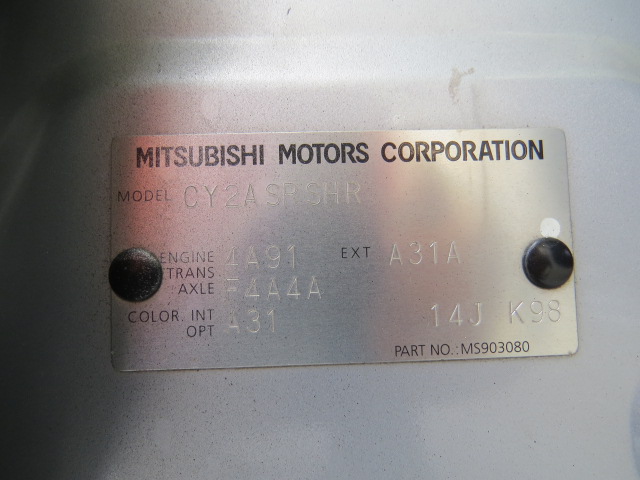 MITSUBISHI MOTORS CORPORATION
MODEL CY2ASRSHR
ENGINE 4A91 EXT A31A
TRANS AXLE F4A4A
COLOR. INT OPT A31 14J K98
PART NO.:MS903080